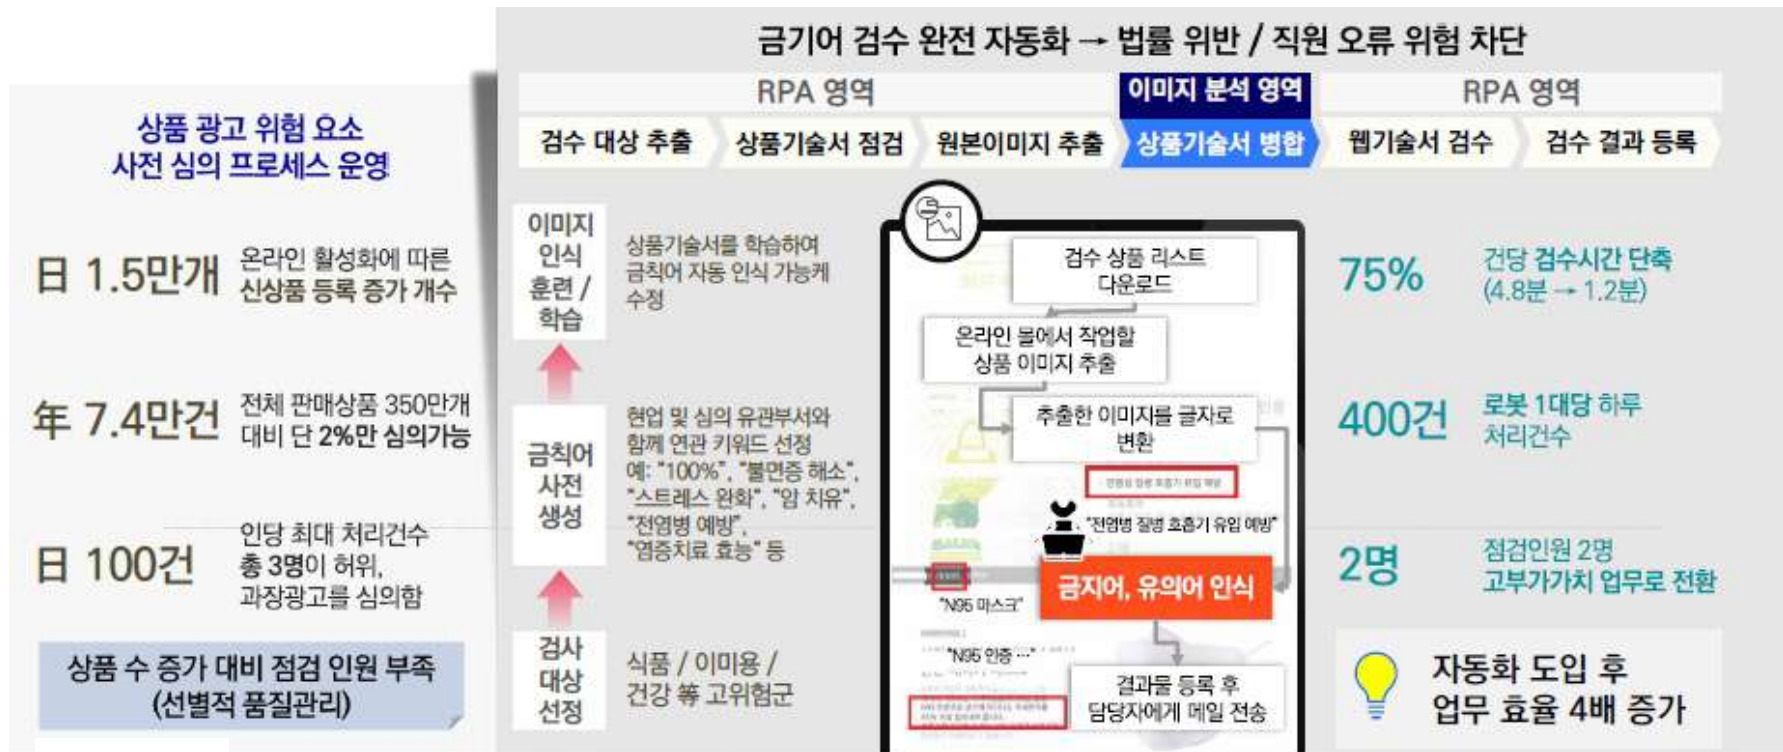 금기어 검수 완전 자동화 → 법률 위반 / 직원 오류 위험 차단
RPA 영역
이미지 분석 영역
RPA 영역
검수 대상 추출
상품기술서 점검
원본이미지 추출
상품기술서 병합
웹기술서 검수
검수 결과 등록
상품 광고 위험 요소
사전 심의 프로세스 운영
日 1.5만개
온라인 활성화에 따른
신상품 등록 증가 개수
年 7.4만건
전체 판매상품 350만개
대비 단 2%만 심의가능
日 100건
인당 최대 처리건수
총 3명이 허위,
과장광고를 심의함
상품 수 증가 대비 점검 인원 부족
(선별적 품질관리)
이미지
인식
훈련 /
학습
상품기술서를 학습하여
금칙어 자동 인식 가능케
수정
금칙어
사전
생성
현업 및 심의 유관부서와
함께 연관 키워드 선정
예: "100%", "불면증 해소",
"스트레스 완화", "암 치유",
"전염병 예방",
"염증치료 효능" 등
검사
대상
선정
식품 / 이미용 /
건강 等 고위험군
검수 상품 리스트
다운로드
온라인 몰에서 작업할
상품 이미지 추출
추출한 이미지를 글자로
변환
"전염병 질병 호흡기 유입 예방"
금지어, 유의어 인식
"N95 마스크"
"N95 인증 ···"
결과물 등록 후
담당자에게 메일 전송
75%
건당 검수시간 단축
(4.8분 → 1.2분)
400건
로봇 1대당 하루
처리건수
2명
점검인원 2명
고부가가치 업무로 전환
자동화 도입 후
업무 효율 4배 증가